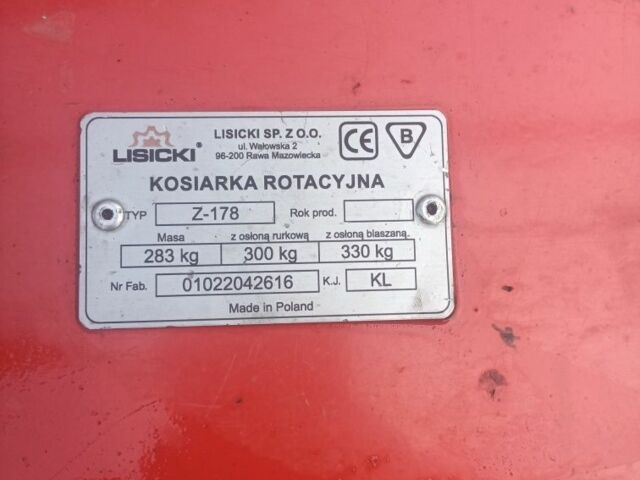 LISICKI
LISICKI SP. Z O.O.
ul. Wałowska 2
96-200 Rawa Mazowiecka
CE
B
KOSIARKA ROTACYJNA
TYP Z-178 Rok prod.
Masa z osłoną rurkową z osłoną blaszaną
283 kg 300 kg 330 kg
Nr Fab. 01022042616 K.J. KL
Made in Poland